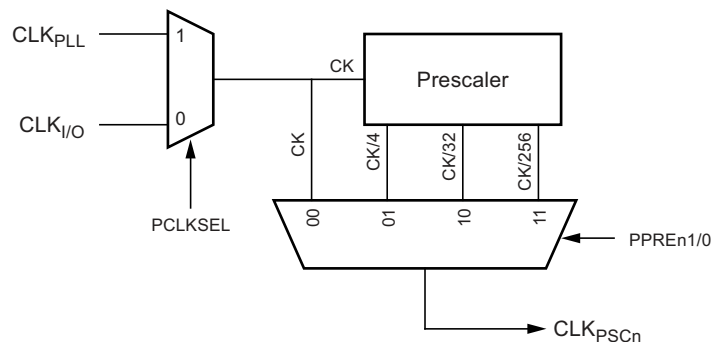 CLKPLL
1
CK
Prescaler
CLKI/O
0
CK
CK/4
CK/32
CK/256
PCLKSEL
00
01
10
11
PPREn1/0
CLKPSCn